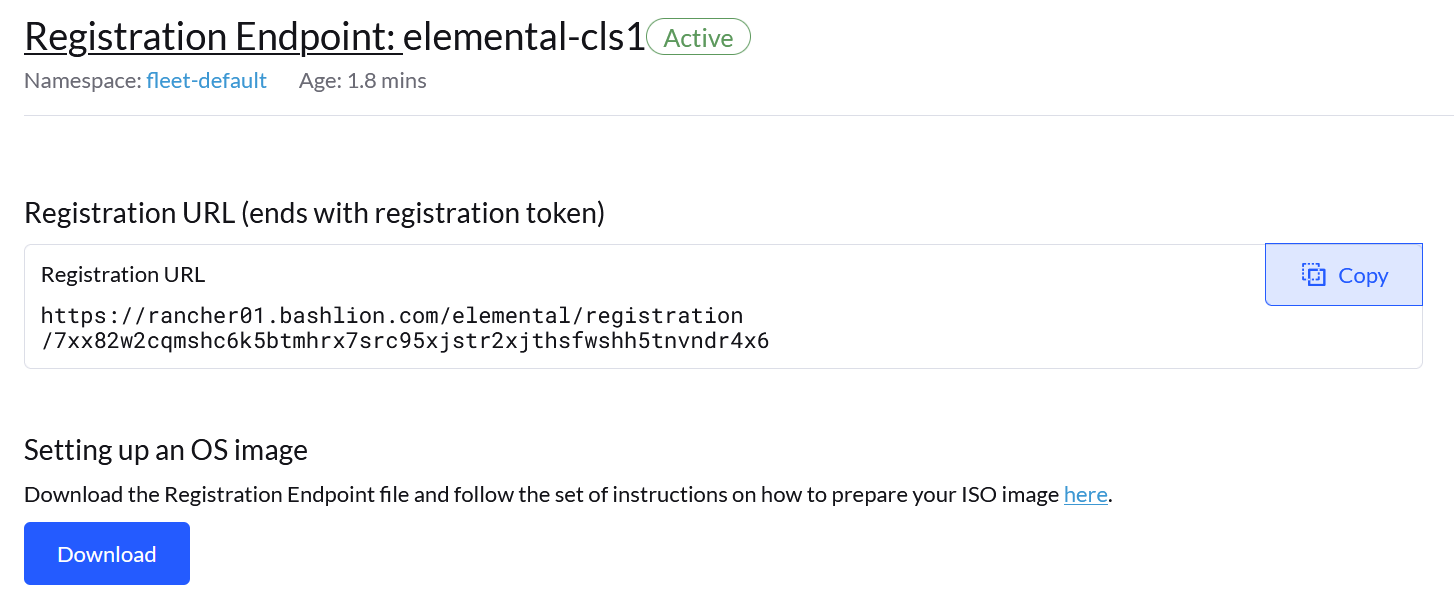 Registration Endpoint: elemental-cls1 Active
Namespace: fleet-default Age: 1.8 mins
Registration URL (ends with registration token)
Registration URL
Copy
https://rancher01.bashlion.com/elemental/registration
/7xx82w2cqmshc6k5btmhrx7src95xjstr2xjthsfwshh5tnvndr4x6
Setting up an OS image
Download the Registration Endpoint file and follow the set of instructions on how to prepare your ISO image here.
Download